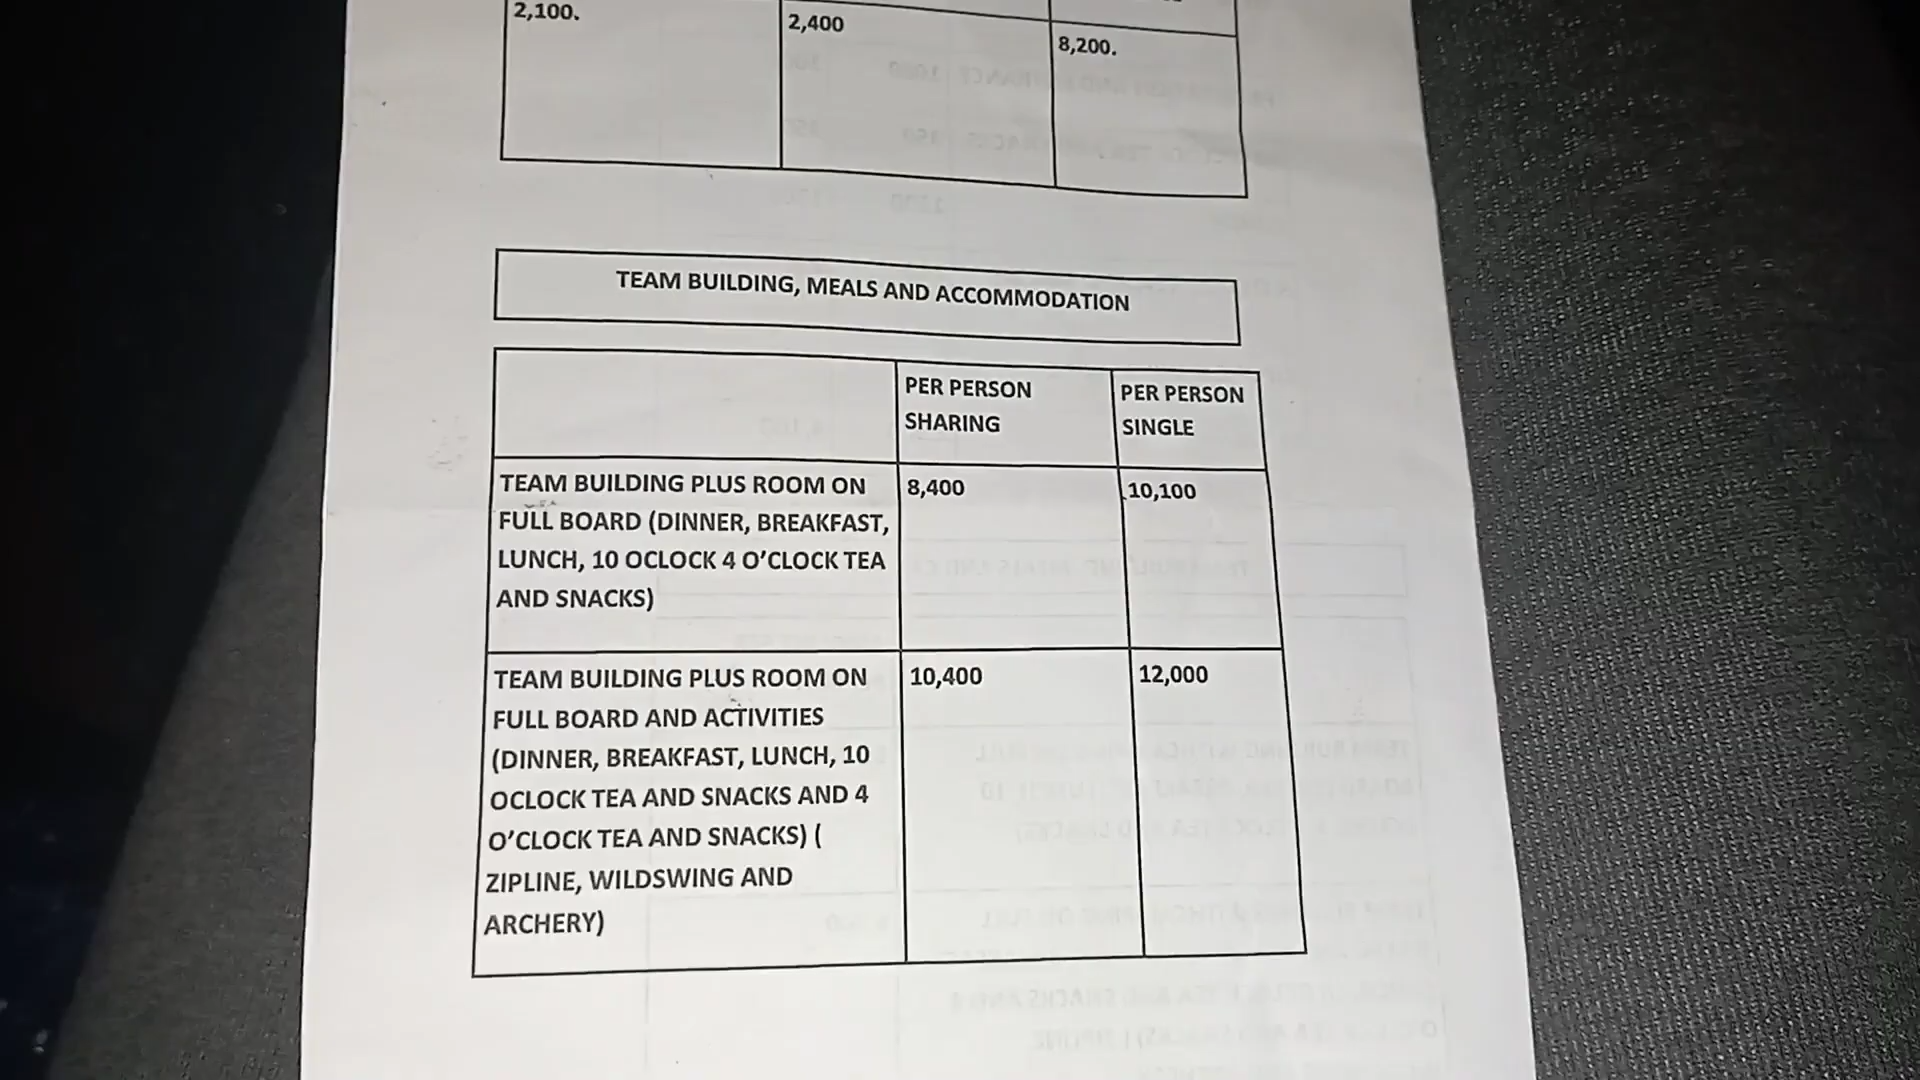 2,100.
2,400
8,200.
TEAM BUILDING, MEALS AND ACCOMMODATION
PER PERSON
SHARING
PER PERSON
SINGLE
TEAM BUILDING PLUS ROOM ON
FULL BOARD (DINNER, BREAKFAST,
LUNCH, 10 OCLOCK 4 O'CLOCK TEA
AND SNACKS)
8,400
10,100
TEAM BUILDING PLUS ROOM ON
FULL BOARD AND ACTIVITIES
(DINNER, BREAKFAST, LUNCH, 10
OCLOCK TEA AND SNACKS AND 4
O'CLOCK TEA AND SNACKS) (
ZIPLINE, WILDSWING AND
ARCHERY)
10,400
12,000